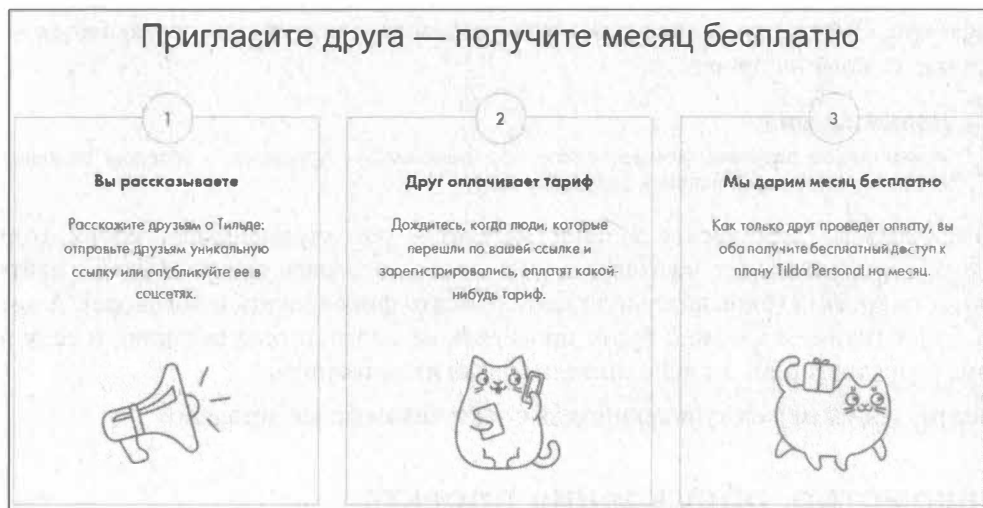 Пригласите друга — получите месяц бесплатно
1
Вы рассказываете
Расскажите друзьям о Тильде:
отправьте друзьям уникальную
ссылку или опубликуйте ее в
соцсетях.
2
Друг оплачивает тариф
Дождитесь, когда люди, которые
перешли по вашей ссылке и
зарегистрировались, оплатят какой-
нибудь тариф.
3
Мы дарим месяц бесплатно
Как только друг проведет оплату, вы
оба получите бесплатный доступ к
плану Tilda Personal на месяц.